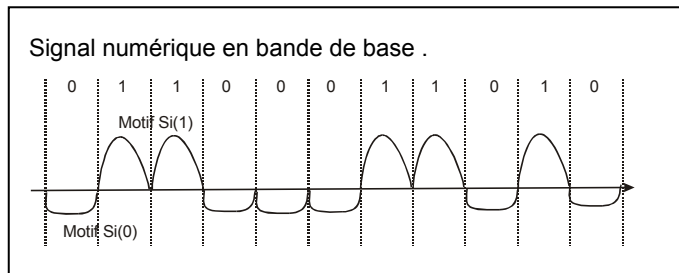 Signal numérique en bande de base .
0 1 1 0 0 0 1 1 0 1 0
Motif Si(1)
Motif Si(0)